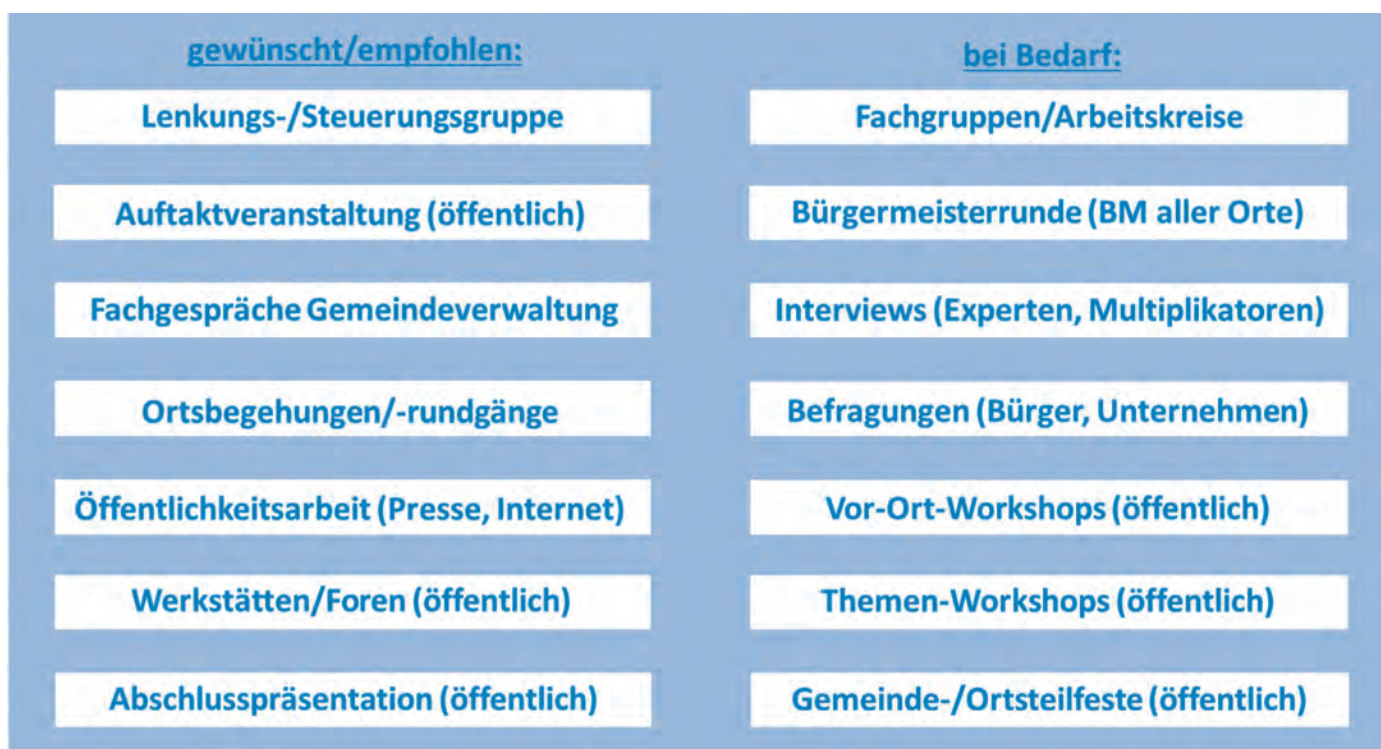 gewünscht/empfohlen:
Lenkungs-/Steuerungsgruppe
Auftaktveranstaltung (öffentlich)
Fachgespräche Gemeindeverwaltung
Ortsbegehungen/-rundgänge
Öffentlichkeitsarbeit (Presse, Internet)
Werkstätten/Foren (öffentlich)
Abschlusspräsentation (öffentlich)
bei Bedarf:
Fachgruppen/Arbeitskreise
Bürgermeisterrunde (BM aller Orte)
Interviews (Experten, Multiplikatoren)
Befragungen (Bürger, Unternehmen)
Vor-Ort-Workshops (öffentlich)
Themen-Workshops (öffentlich)
Gemeinde-/Ortsteilfeste (öffentlich)